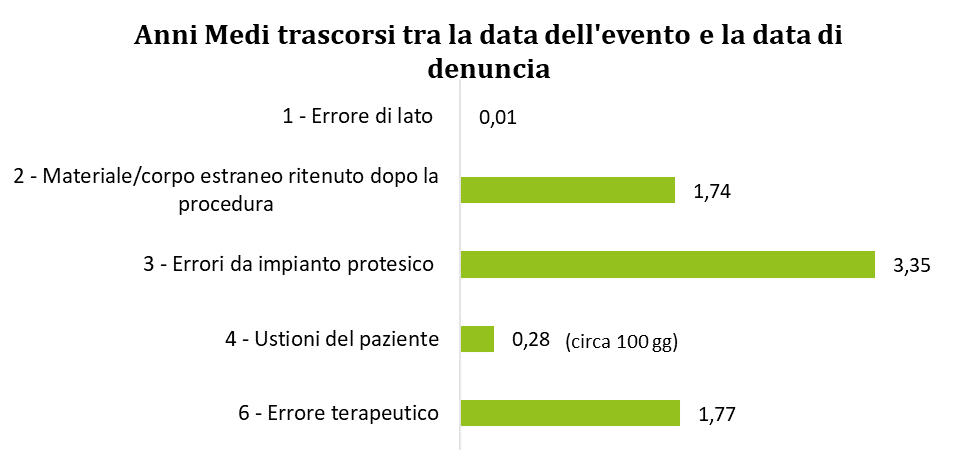 Anni Medi trascorsi tra la data dell'evento e la data di
denuncia
1 - Errore di lato
0,01
2 - Materiale/corpo estraneo ritenuto dopo la
procedura
1,74
3 - Errori da impianto protesico
3,35
4 - Ustioni del paziente
0,28 (circa 100 gg)
6 - Errore terapeutico
1,77